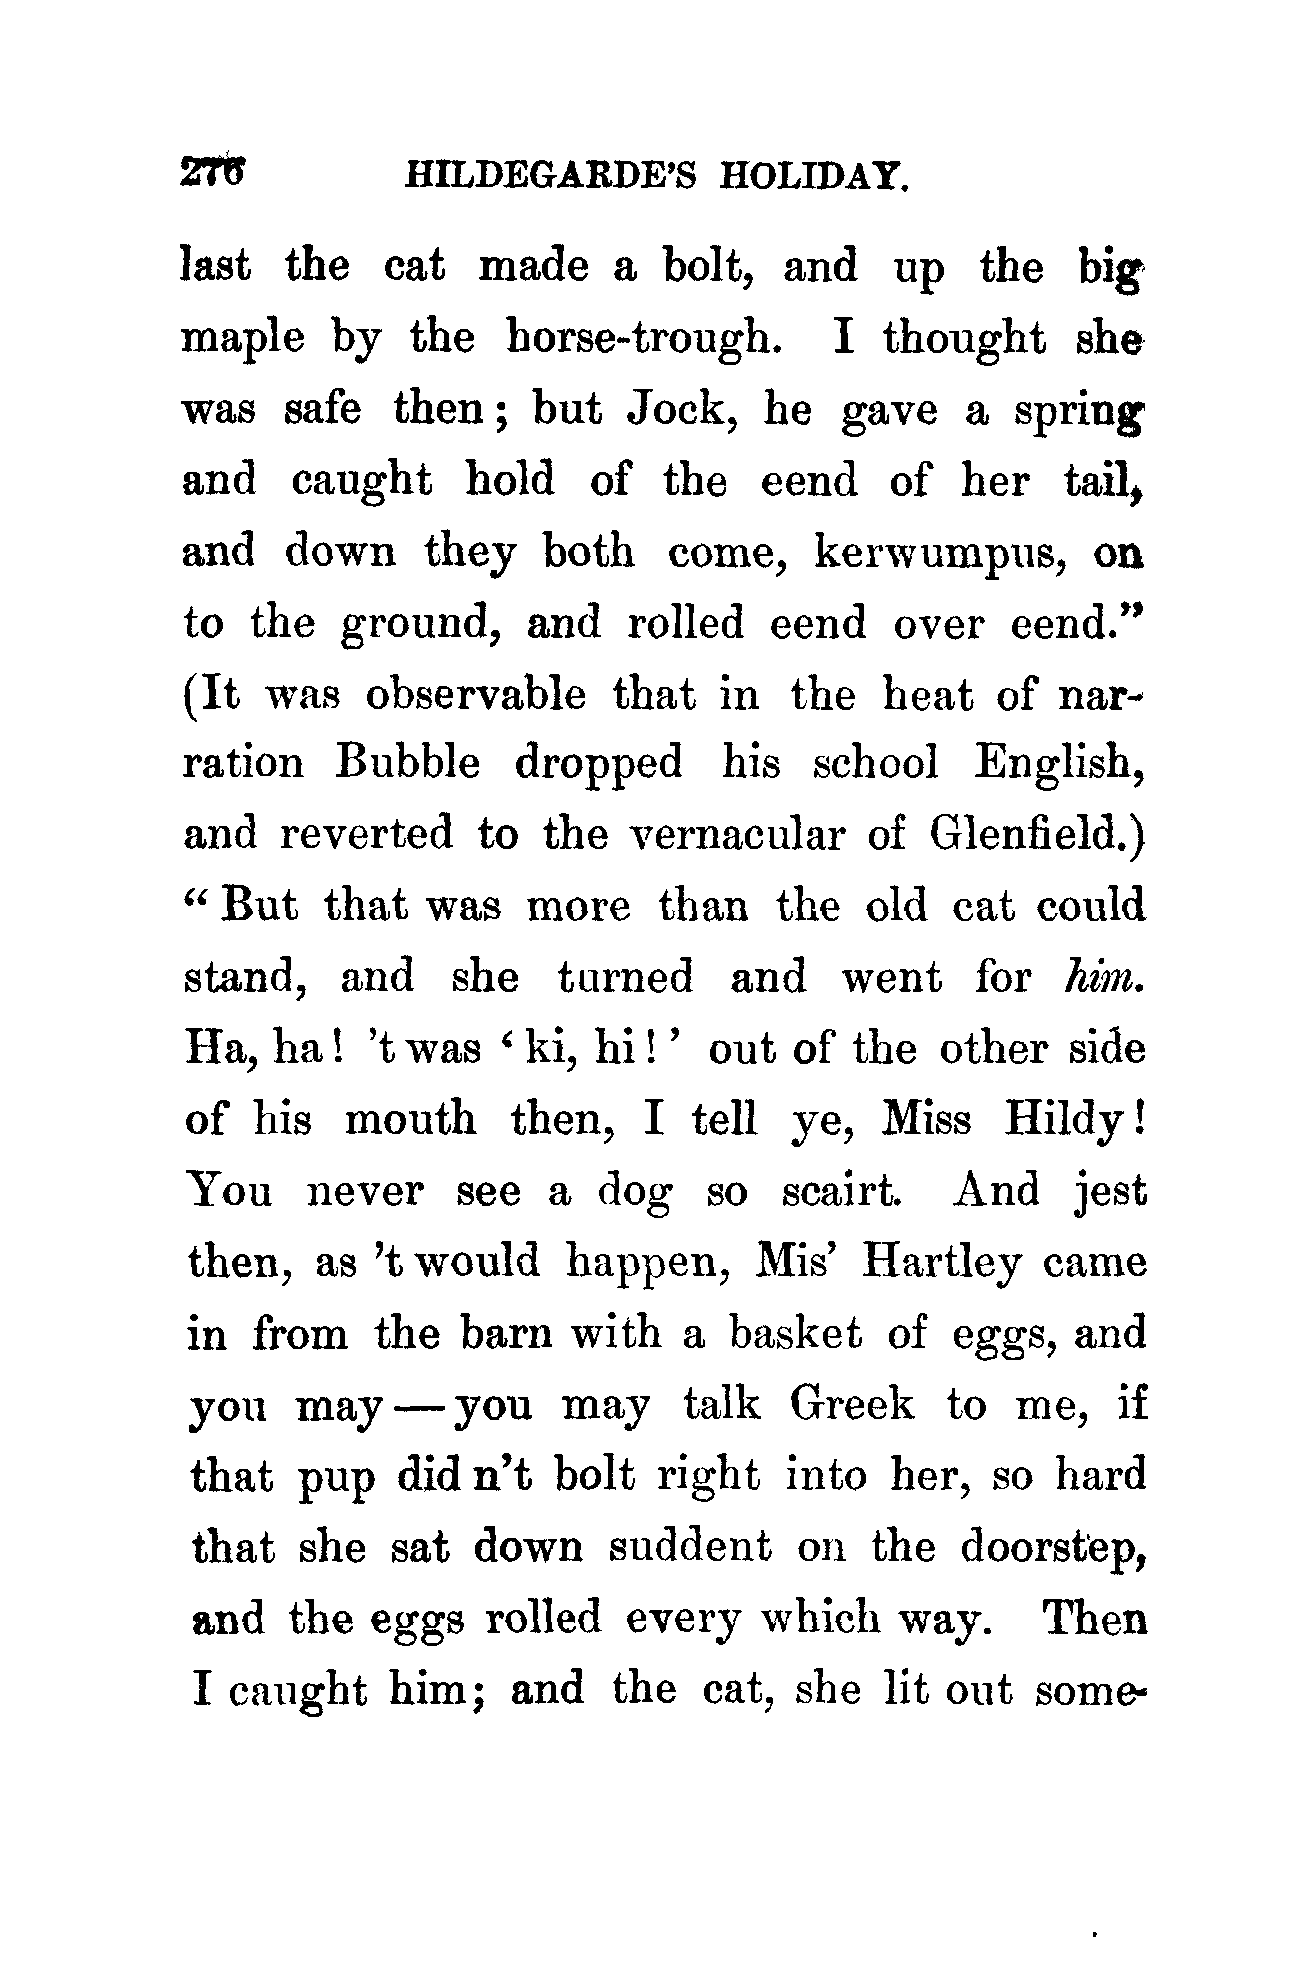 276 HILDEGARDE'S HOLIDAY.
last the cat made a bolt, and up the big
maple by the horse-trough. I thought she
was safe then; but Jock, he gave a spring
and caught hold of the eend of her tail,
and down they both come, kerwumpus, on
to the ground, and rolled eend over eend."
(It was observable that in the heat of nar-
ration Bubble dropped his school English,
and reverted to the vernacular of Glenfield.)
"But that was more than the old cat could
stand, and she turned and went for him.
Ha, ha! 't was 'ki, hi!' out of the other side
of his mouth then, I tell ye, Miss Hildy!
You never see a dog so scairt. And jest
then, as 't would happen, Mis' Hartley came
in from the barn with a basket of eggs, and
you may — you may talk Greek to me, if
that pup did n't bolt right into her, so hard
that she sat down suddent on the doorstep,
and the eggs rolled every which way. Then
I caught him; and the cat, she lit out some-